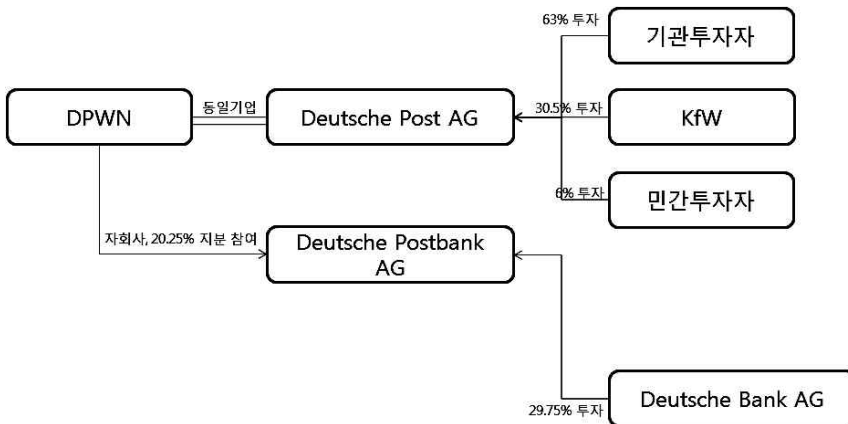 63% 투자
기관투자자
동일기업
DPWN
Deutsche Post AG
30.5% 투자
KfW
6% 투자
민간투자자
자회사, 20.25% 지분 참여
Deutsche Postbank
AG
29.75% 투자
Deutsche Bank AG